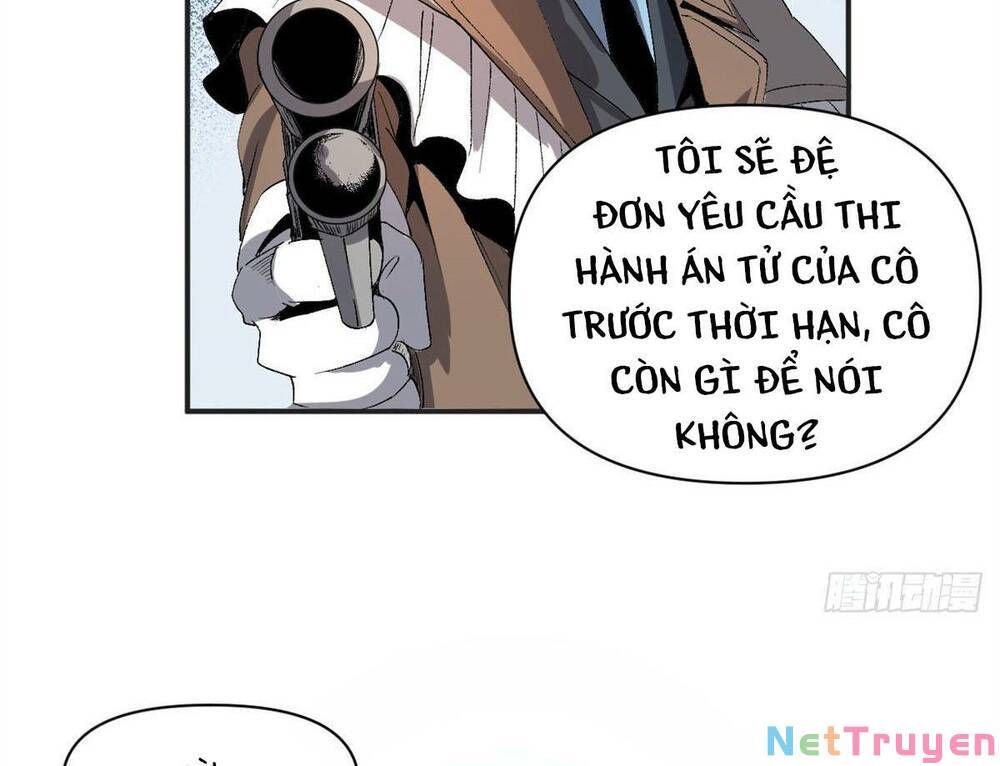 TÔI SẼ ĐỆ
ĐƠN YÊU CẦU THI
HÀNH ÁN TỬ CỦA CÔ
TRƯỚC THỜI HẠN, CÔ
CÒN GÌ ĐỂ NÓI
KHÔNG?
腾讯动漫
NetTruyen